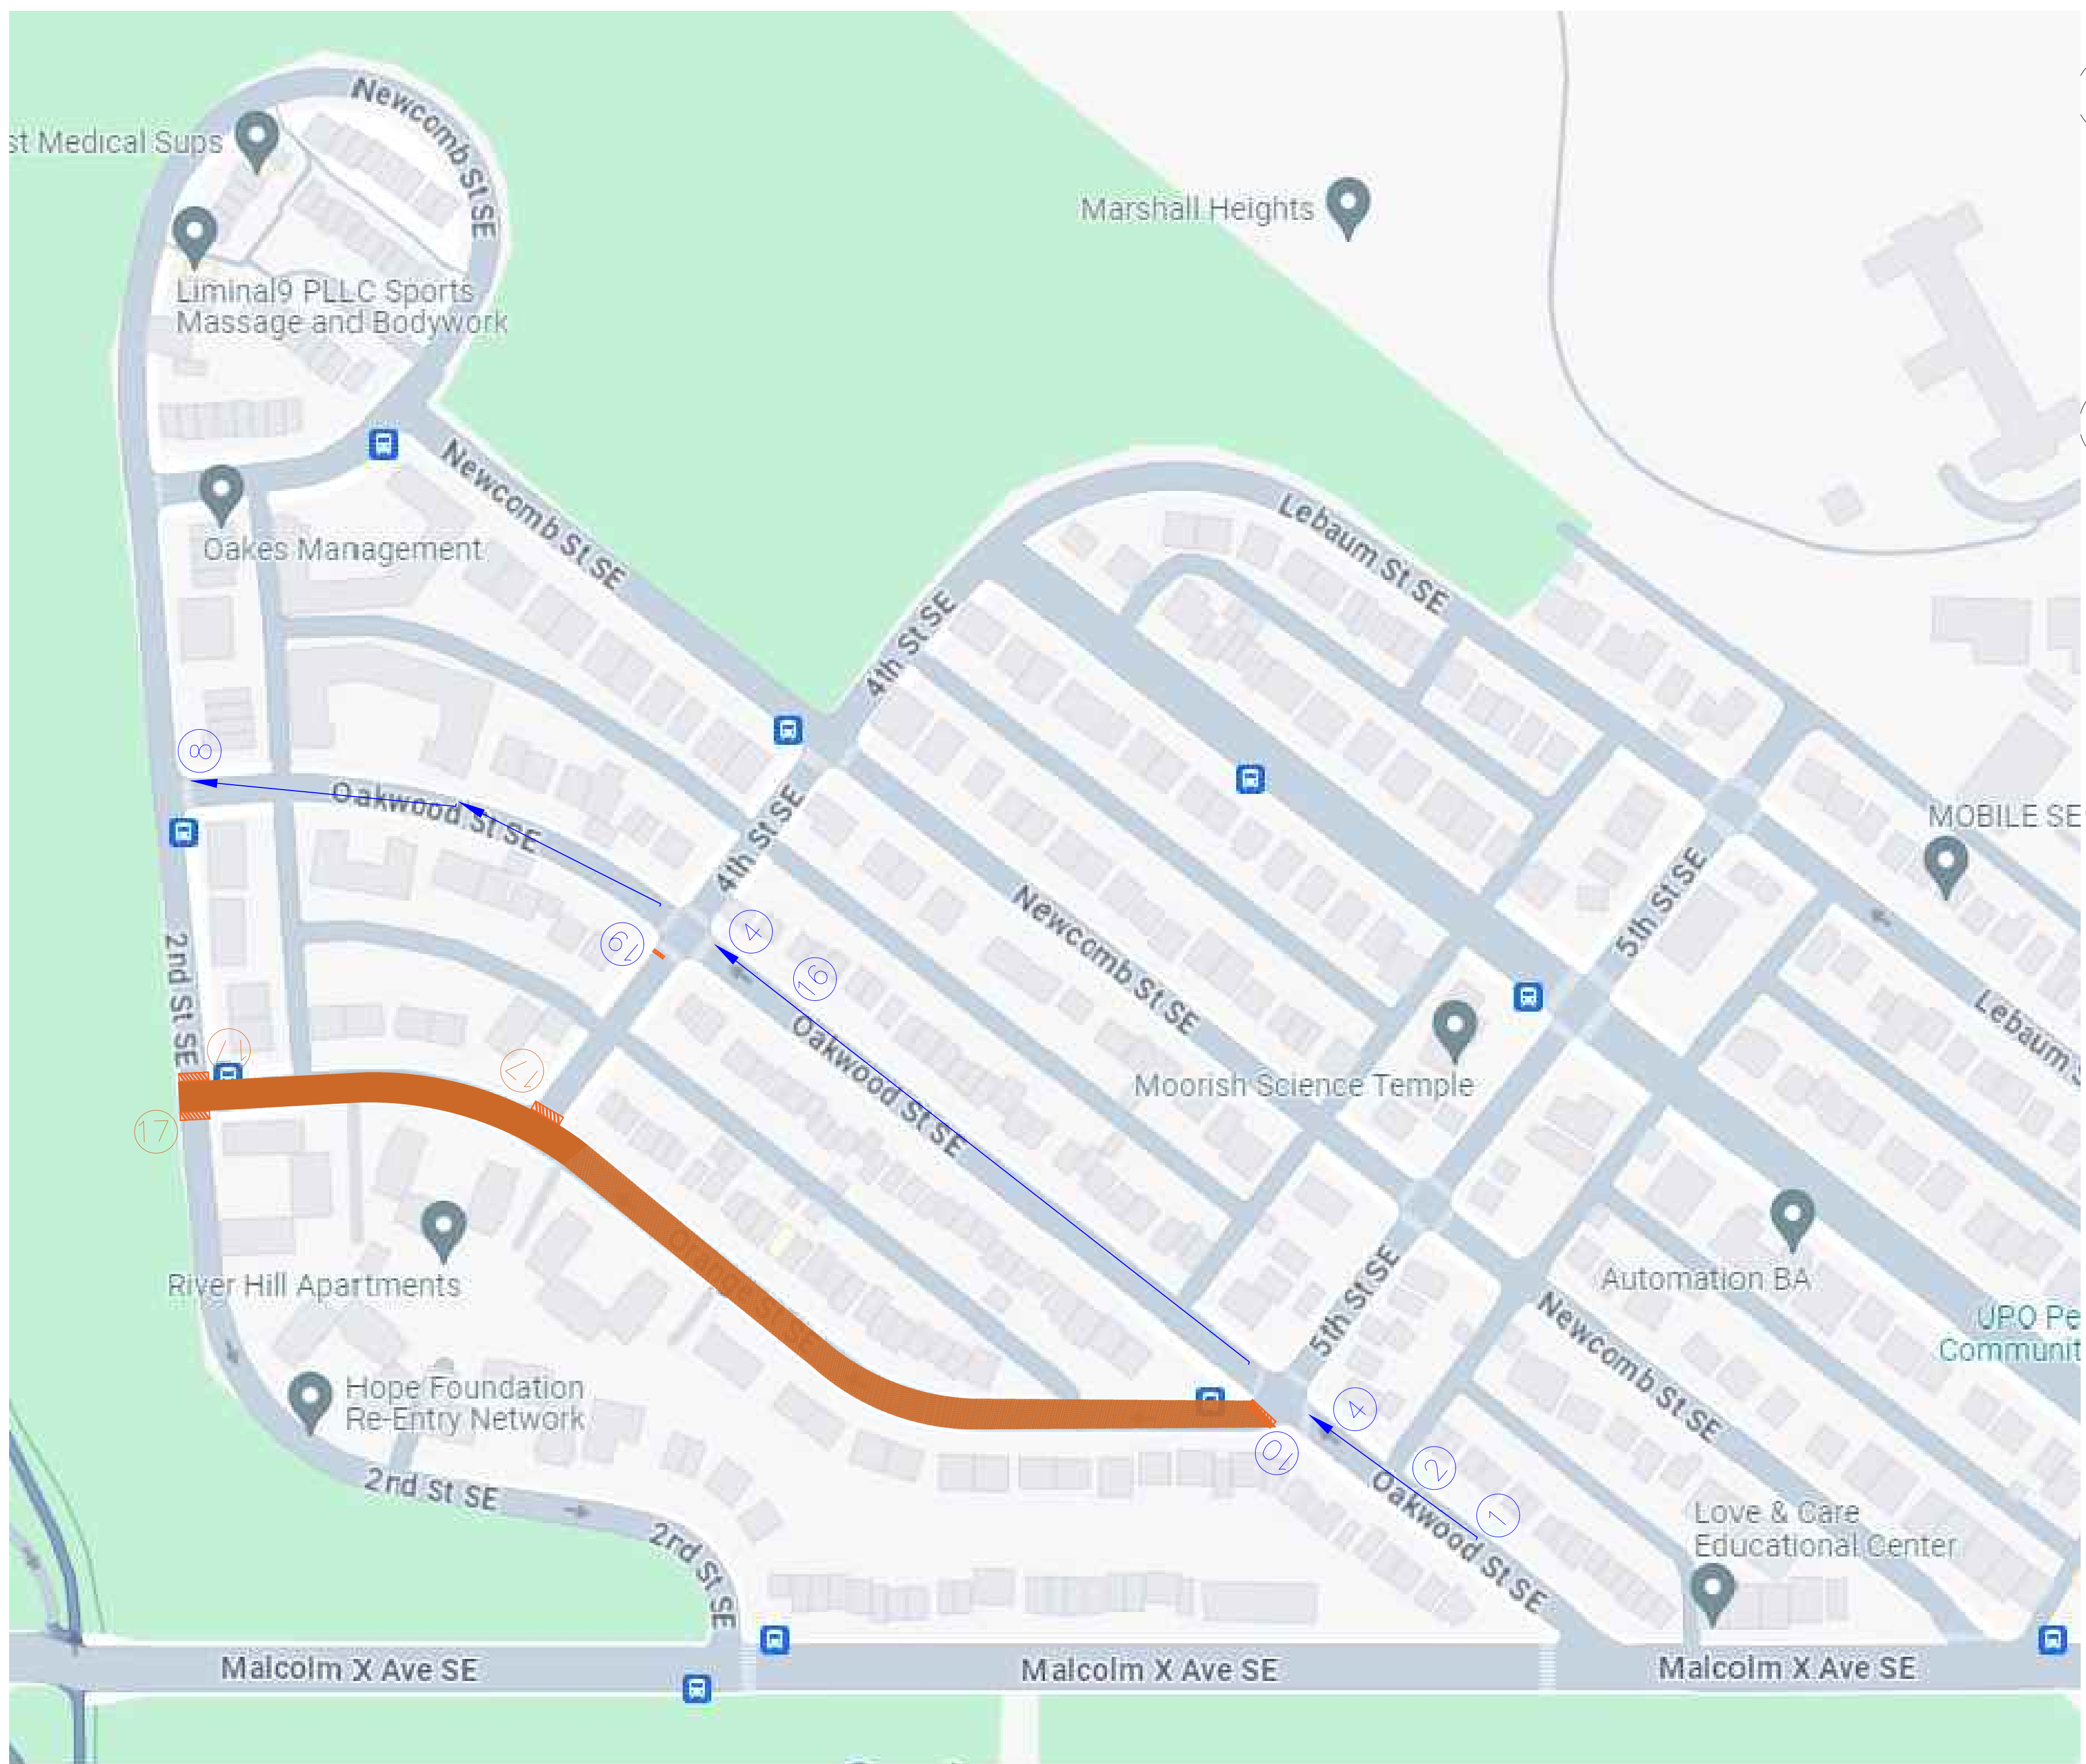 Newcomb St SE
st Medical Sups
Marshall Heights
Liminal9 PLLC Sports
Massage and Bodywork
Newcomb St SE
Lebaum St SE
Oakes Management
4th St SE
8
Oakwood St SE
4th St SE
MOBILE SE
5th St SE
Newcomb St SE
4
19
16
2nd St SE
Lebaum S
Oakwood St SE
17
17
17
Moorish Science Temple
Orange St SE
River Hill Apartments
5th St SE
Automation BA
Newcomb St SE
UPO Pe
Communit
Hope Foundation
Re-Entry Network
4
10
2
1
Oakwood St SE
2nd St SE
Love & Care
Educational Center
2nd St SE
Malcolm X Ave SE
Malcolm X Ave SE
Malcolm X Ave SE